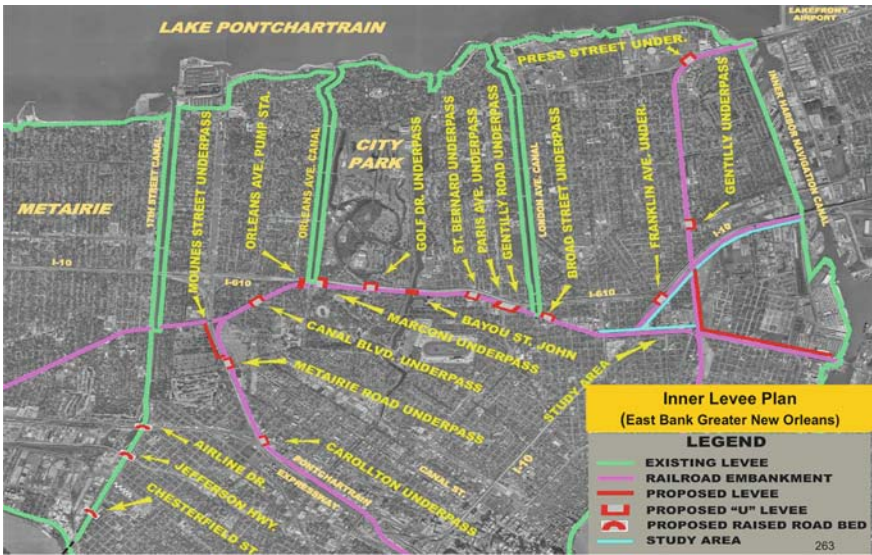 LAKE PONTCHARTRAIN
LAKEFRONT
AIRPORT
PRESS STREET UNDER.
METAIRIE
17TH STREET CANAL
MOUNES STREET UNDERPASS
ORLEANS AVE. PUMP STA.
ORLEANS AVE. CANAL
CITY
PARK
GOLF DR. UNDERPASS
ST. BERNARD UNDERPASS
PARIS AVE. UNDERPASS
GENTILLY ROAD UNDERPASS
LONDON AVE. CANAL
BROAD STREET UNDERPASS
FRANKLIN AVE. UNDER.
GENTILLY UNDERPASS
INNER HARBOR NAVIGATION CANAL
I-10
I-10
I-610
I-610
BAYOU ST. JOHN
MARCONI UNDERPASS
CANAL BLVD. UNDERPASS
METAIRIE ROAD UNDERPASS
STUDY AREA
AIRLINE DR.
JEFFERSON HWY.
CHESTERFIELD ST.
CAROLLTON UNDERPASS
PONTCHARTRAIN
EXPRESSWAY
CANAL ST.
I-10
Inner Levee Plan
(East Bank Greater New Orleans)
LEGEND
EXISTING LEVEE
RAILROAD EMBANKMENT
PROPOSED LEVEE
PROPOSED "U" LEVEE
PROPOSED RAISED ROAD BED
STUDY AREA
263